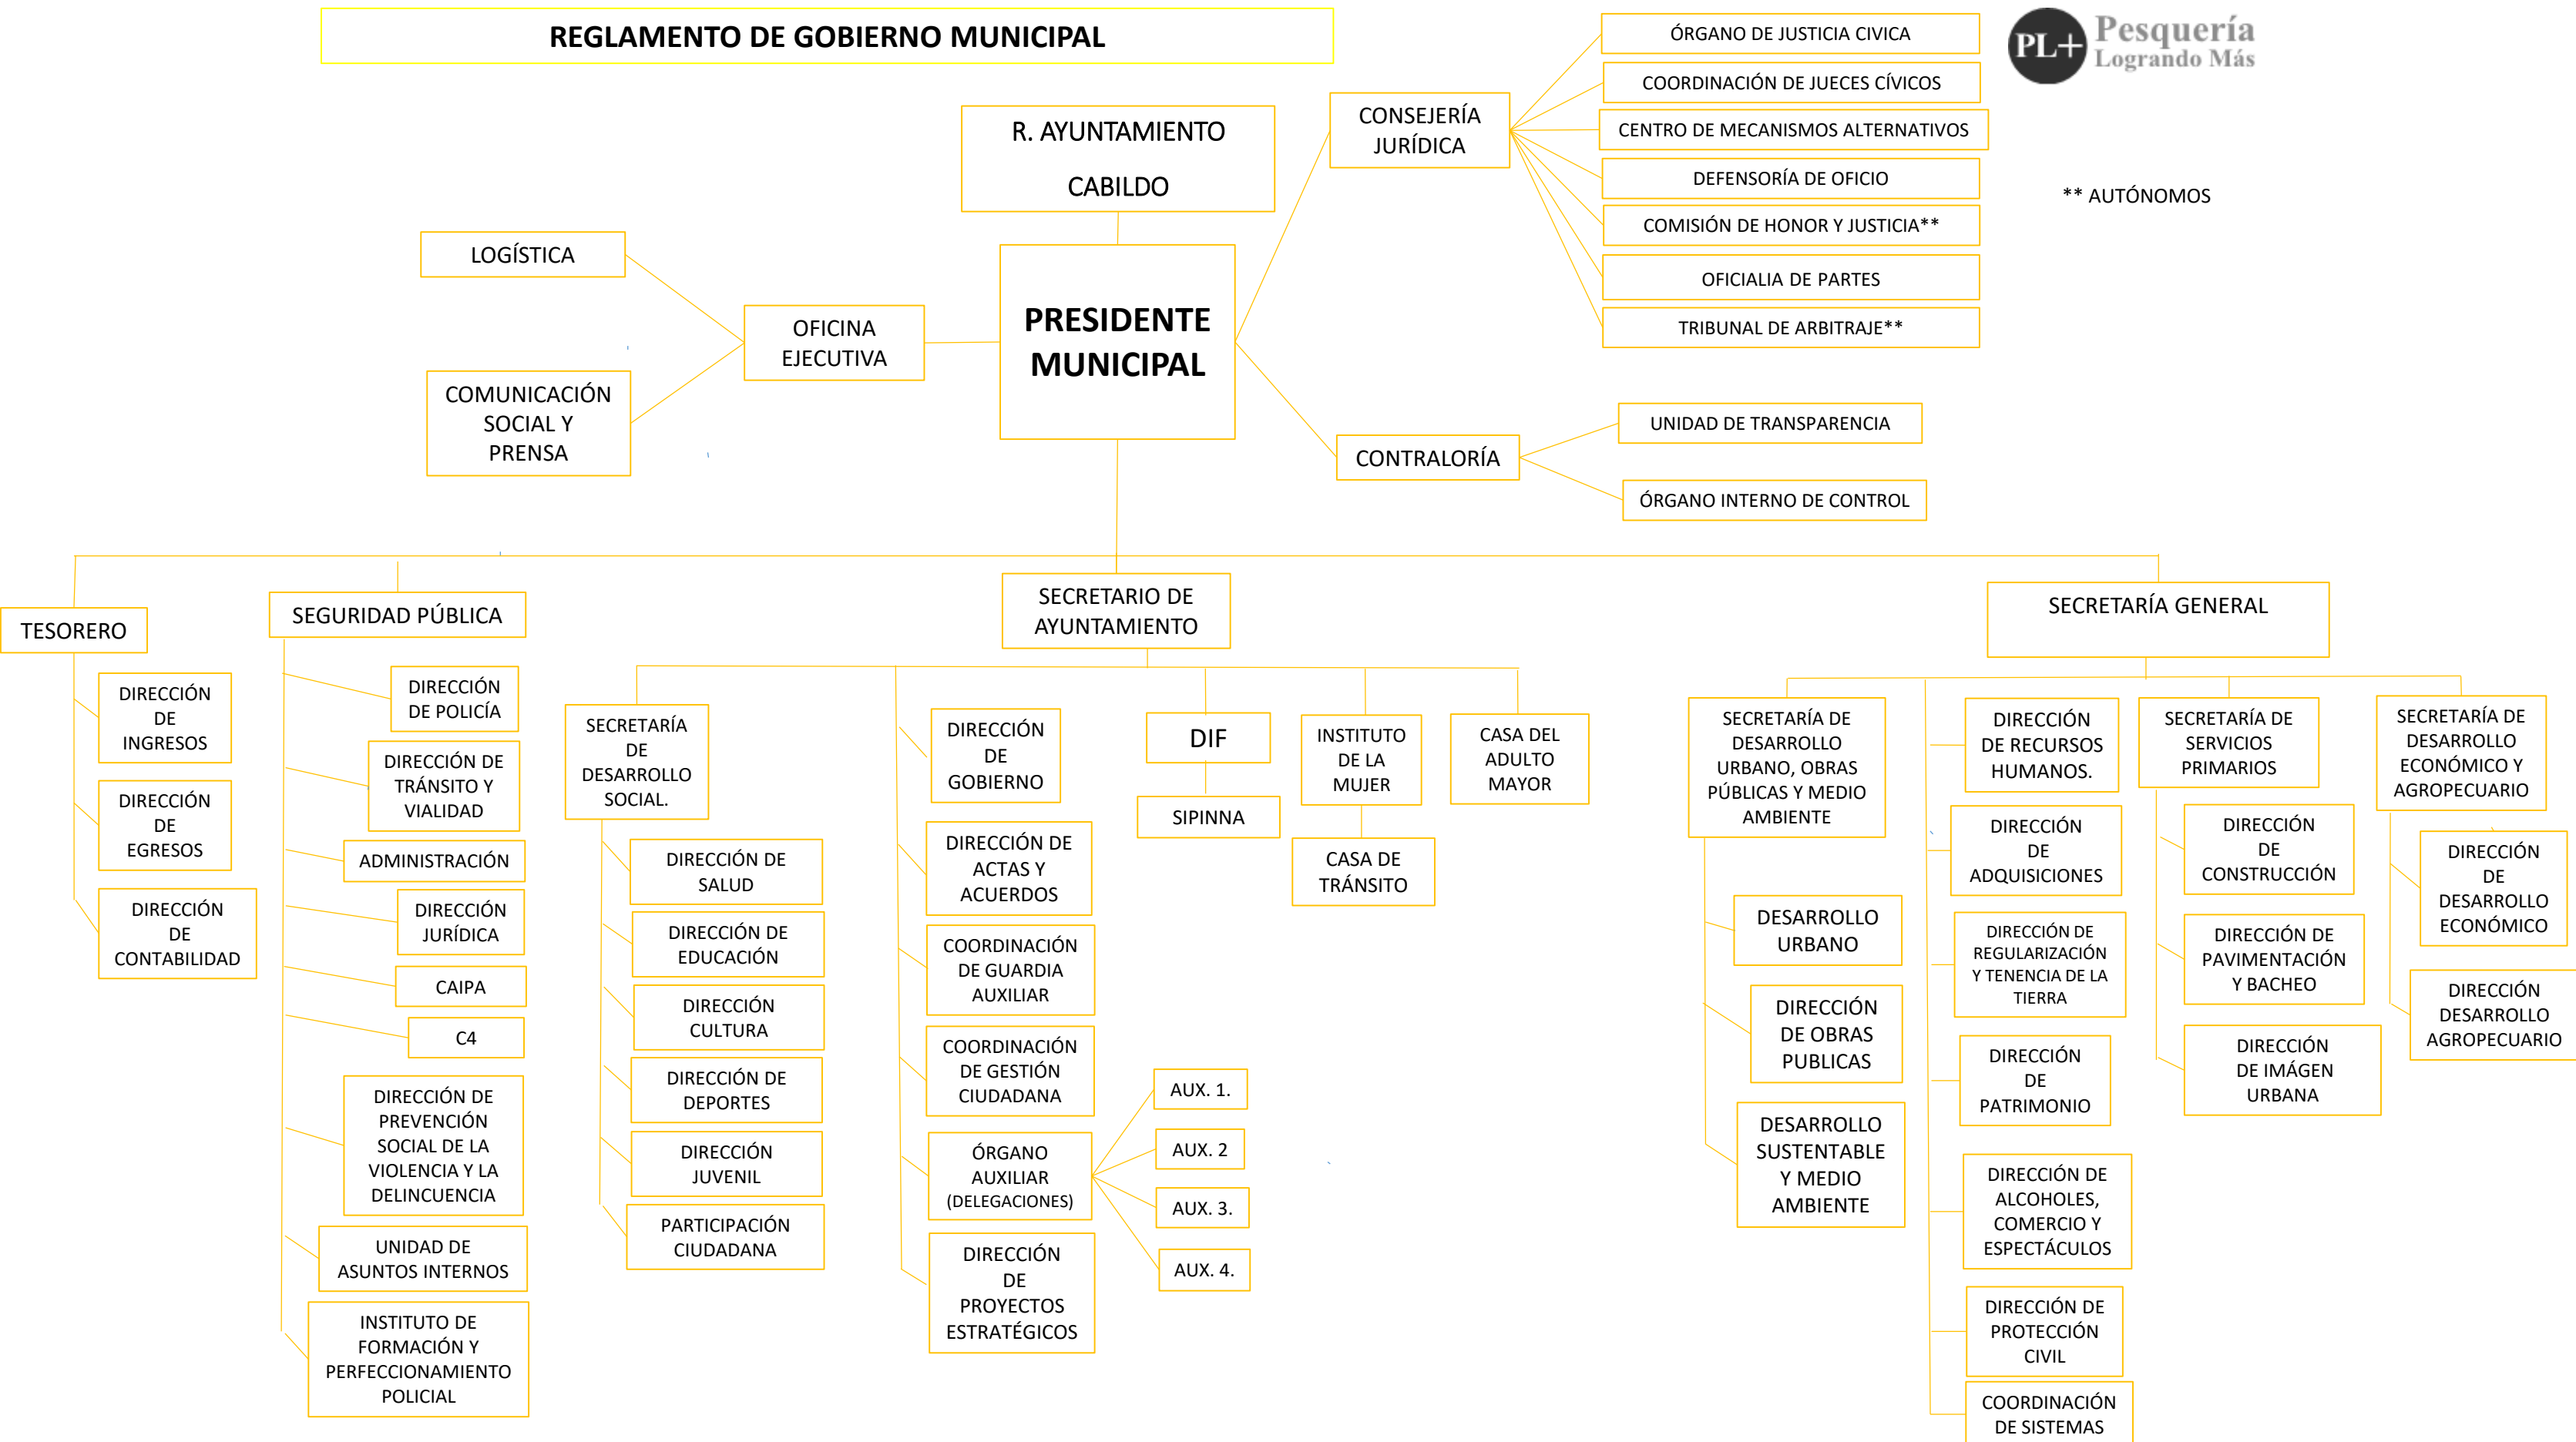 REGLAMENTO DE GOBIERNO MUNICIPAL
PL+
Pesquería
Logrando Más
R. AYUNTAMIENTO
CABILDO
CONSEJERÍA
JURÍDICA
ÓRGANO DE JUSTICIA CIVICA
COORDINACIÓN DE JUECES CÍVICOS
CENTRO DE MECANISMOS ALTERNATIVOS
DEFENSORÍA DE OFICIO
COMISIÓN DE HONOR Y JUSTICIA**
OFICIALIA DE PARTES
TRIBUNAL DE ARBITRAJE**
** AUTÓNOMOS
LOGÍSTICA
OFICINA
EJECUTIVA
COMUNICACIÓN
SOCIAL Y
PRENSA
PRESIDENTE
MUNICIPAL
CONTRALORÍA
UNIDAD DE TRANSPARENCIA
ÓRGANO INTERNO DE CONTROL
TESORERO
DIRECCIÓN
DE
INGRESOS
DIRECCIÓN
DE
EGRESOS
DIRECCIÓN
DE
CONTABILIDAD
SEGURIDAD PÚBLICA
DIRECCIÓN
DE POLICÍA
DIRECCIÓN DE
TRÁNSITO Y
VIALIDAD
ADMINISTRACIÓN
DIRECCIÓN
JURÍDICA
CAIPA
C4
DIRECCIÓN DE
PREVENCIÓN
SOCIAL DE LA
VIOLENCIA Y LA
DELINCUENCIA
UNIDAD DE
ASUNTOS INTERNOS
INSTITUTO DE
FORMACIÓN Y
PERFECCIONAMIENTO
POLICIAL
SECRETARIO DE
AYUNTAMIENTO
SECRETARÍA
DE
DESARROLLO
SOCIAL.
DIRECCIÓN DE
SALUD
DIRECCIÓN DE
EDUCACIÓN
DIRECCIÓN
CULTURA
DIRECCIÓN DE
DEPORTES
DIRECCIÓN
JUVENIL
PARTICIPACIÓN
CIUDADANA
DIRECCIÓN
DE
GOBIERNO
DIRECCIÓN DE
ACTAS Y
ACUERDOS
COORDINACIÓN
DE GUARDIA
AUXILIAR
COORDINACIÓN
DE GESTIÓN
CIUDADANA
ÓRGANO
AUXILIAR
(DELEGACIONES)
AUX. 1.
AUX. 2
AUX. 3.
AUX. 4.
DIRECCIÓN
DE
PROYECTOS
ESTRATÉGICOS
DIF
SIPINNA
INSTITUTO
DE LA
MUJER
CASA DE
TRÁNSITO
CASA DEL
ADULTO
MAYOR
SECRETARÍA GENERAL
SECRETARÍA DE
DESARROLLO
URBANO, OBRAS
PÚBLICAS Y MEDIO
AMBIENTE
DESARROLLO
URBANO
DIRECCIÓN
DE OBRAS
PUBLICAS
DESARROLLO
SUSTENTABLE
Y MEDIO
AMBIENTE
DIRECCIÓN
DE RECURSOS
HUMANOS.
DIRECCIÓN
DE
ADQUISICIONES
DIRECCIÓN DE
REGULARIZACIÓN
Y TENENCIA DE LA
TIERRA
DIRECCIÓN
DE
PATRIMONIO
DIRECCIÓN DE
ALCOHOLES,
COMERCIO Y
ESPECTÁCULOS
DIRECCIÓN DE
PROTECCIÓN
CIVIL
COORDINACIÓN
DE SISTEMAS
SECRETARÍA DE
SERVICIOS
PRIMARIOS
DIRECCIÓN
DE
CONSTRUCCIÓN
DIRECCIÓN DE
PAVIMENTACIÓN
Y BACHEO
DIRECCIÓN
DE IMÁGEN
URBANA
SECRETARÍA DE
DESARROLLO
ECONÓMICO Y
AGROPECUARIO
DIRECCIÓN
DE
DESARROLLO
ECONÓMICO
DIRECCIÓN
DESARROLLO
AGROPECUARIO